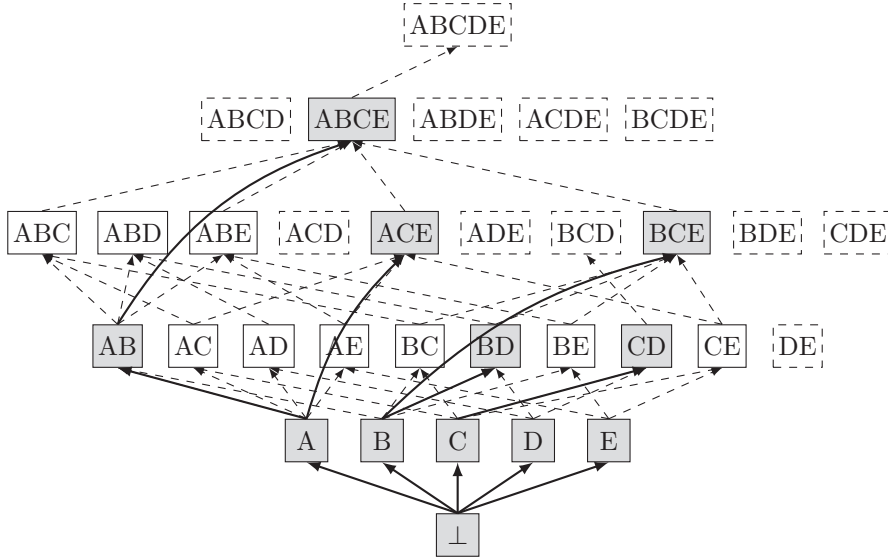 ABCDE
ABCD ABCE ABDE ACDE BCDE
ABC ABD ABE ACD ACE ADE BCD BCE BDE CDE
AB AC AD AE BC BD BE CD CE DE
A B C D E
⊥